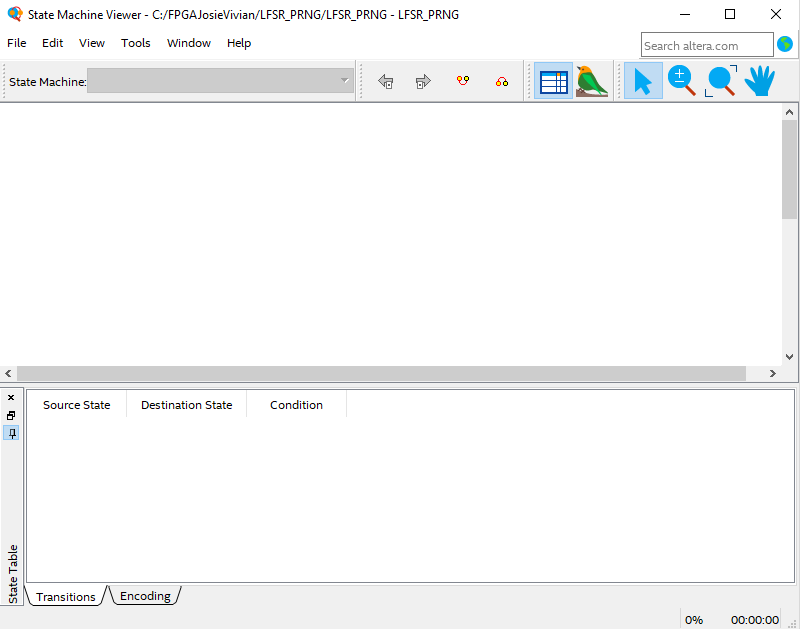 State Machine Viewer - C:/FPGAJosieVivian/LFSR_PRNG/LFSR_PRNG - LFSR_PRNG
File Edit View Tools Window Help
Search altera.com
State Machine:
Source State Destination State Condition
State Table
Transitions Encoding
0% 00:00:00